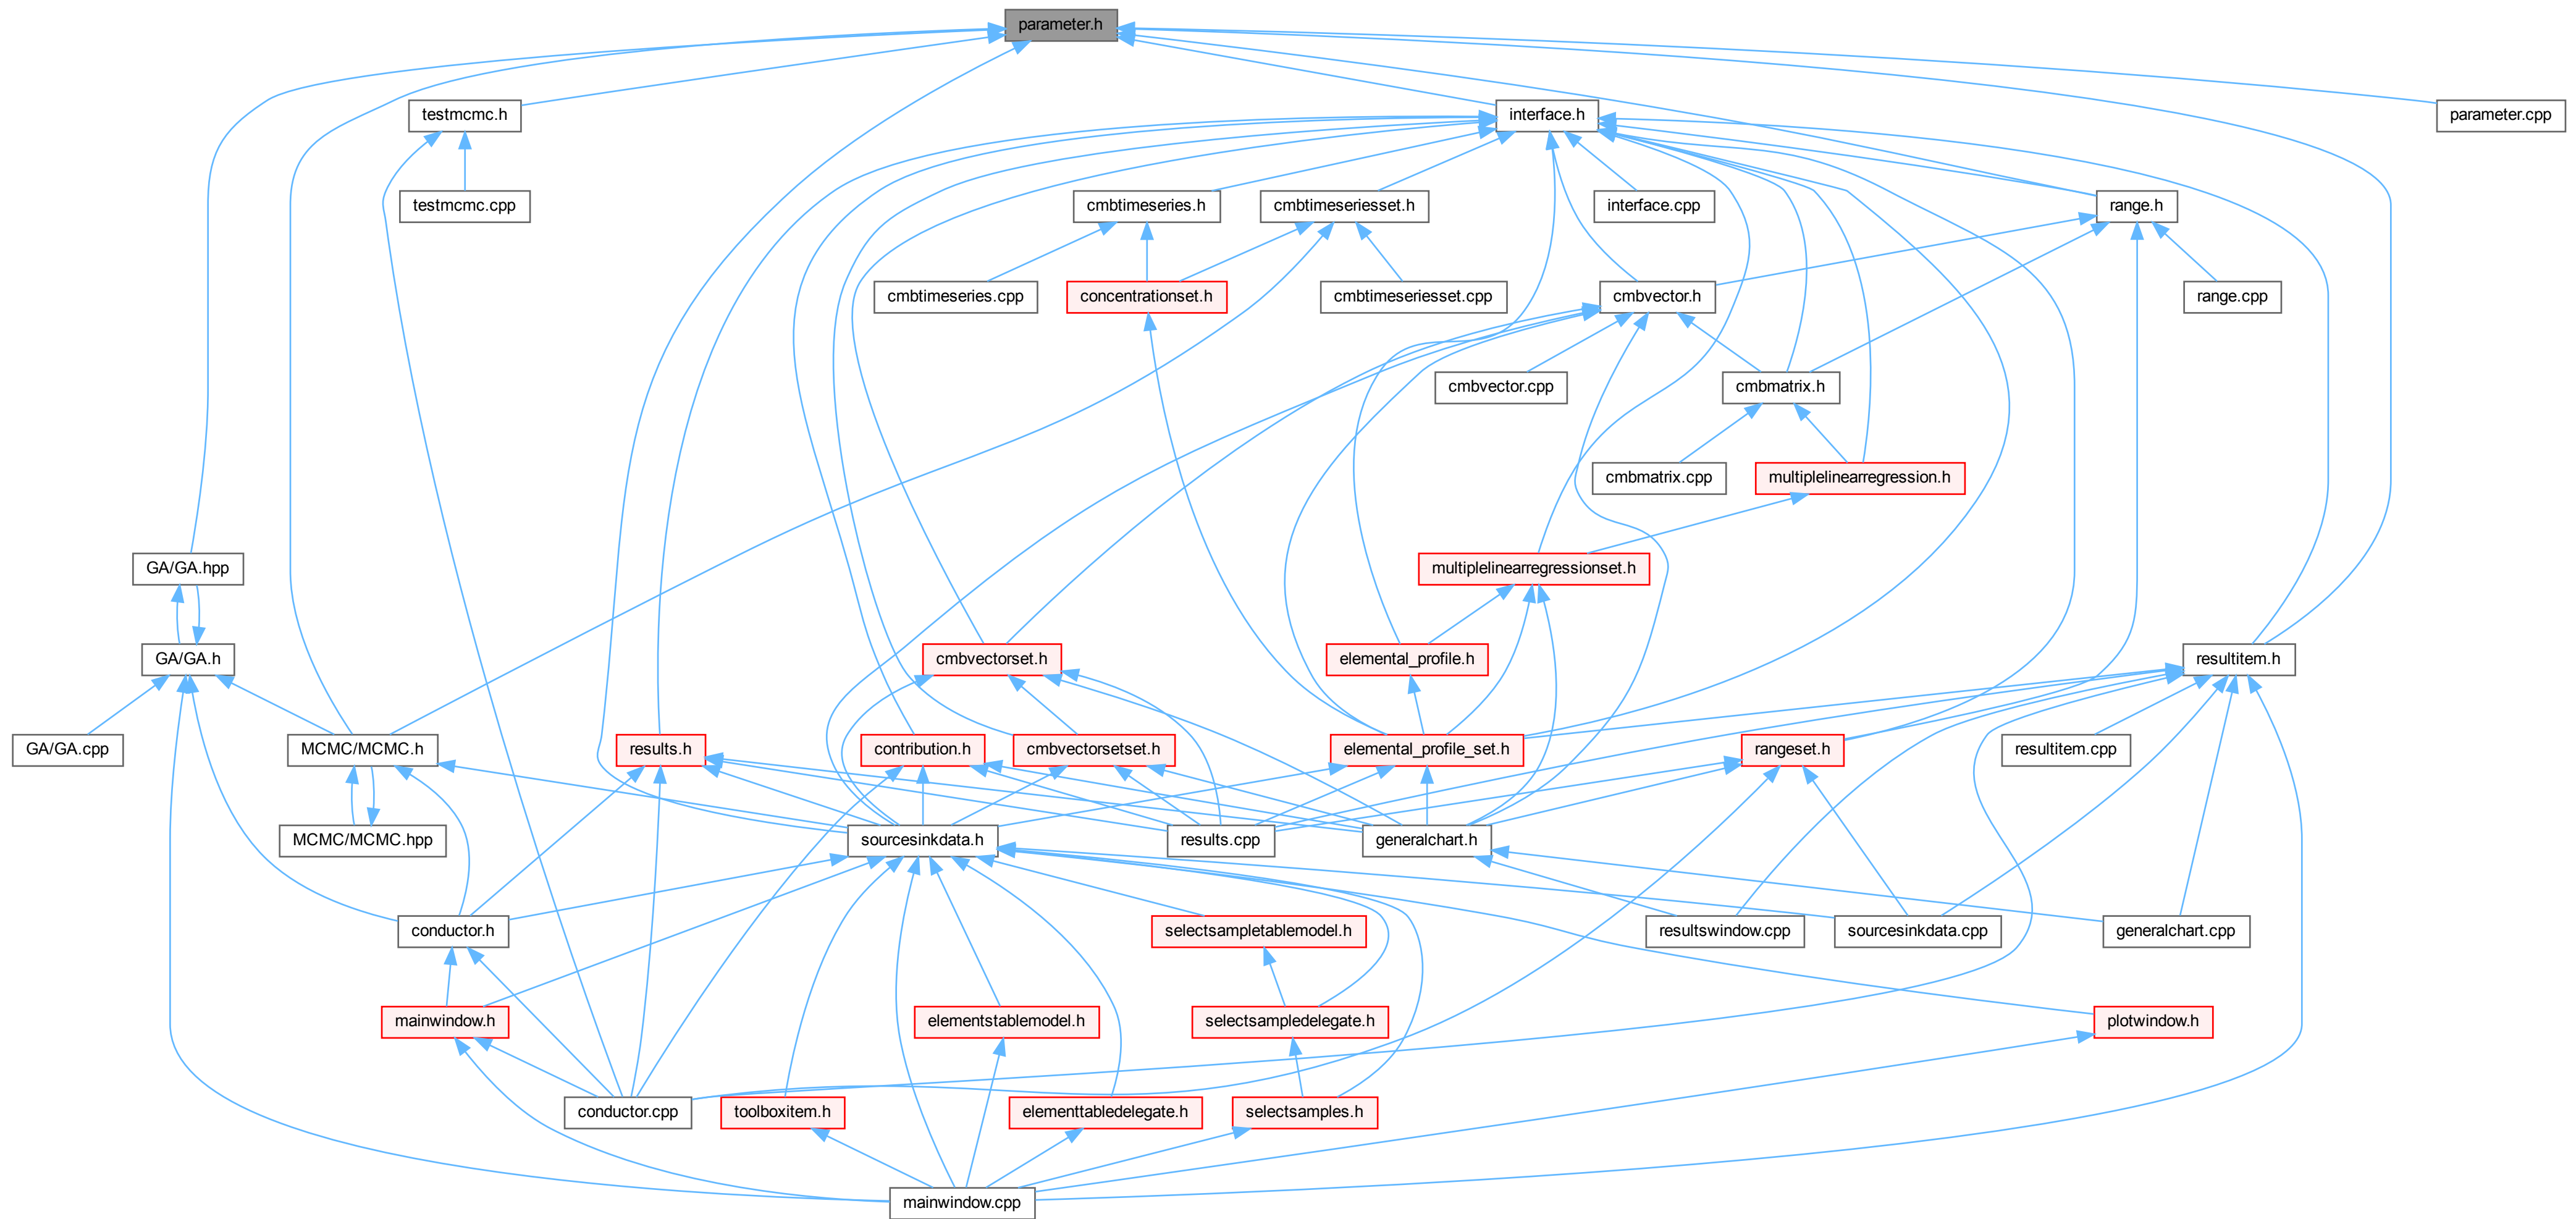 parameter.h
testmcmc.h
interface.h
parameter.cpp
testmcmc.cpp
cmbtimeseries.h
cmbtimeseriesset.h
interface.cpp
range.h
cmbtimeseries.cpp
concentrationset.h
cmbtimeseriesset.cpp
cmbvector.h
range.cpp
cmbvector.cpp
cmbmatrix.h
cmbmatrix.cpp
multiplelinearregression.h
GA/GA.hpp
multiplelinearregressionset.h
GA/GA.h
cmbvectorset.h
elemental_profile.h
resultitem.h
GA/GA.cpp
MCMC/MCMC.h
results.h
contribution.h
cmbvectorsetset.h
elemental_profile_set.h
rangeset.h
resultitem.cpp
MCMC/MCMC.hpp
sourcesinkdata.h
results.cpp
generalchart.h
conductor.h
selectsampletablemodel.h
resultswindow.cpp
sourcesinkdata.cpp
generalchart.cpp
mainwindow.h
elementstablemodel.h
selectsampledelegate.h
plotwindow.h
conductor.cpp
toolboxitem.h
elementtabledelegate.h
selectsamples.h
mainwindow.cpp